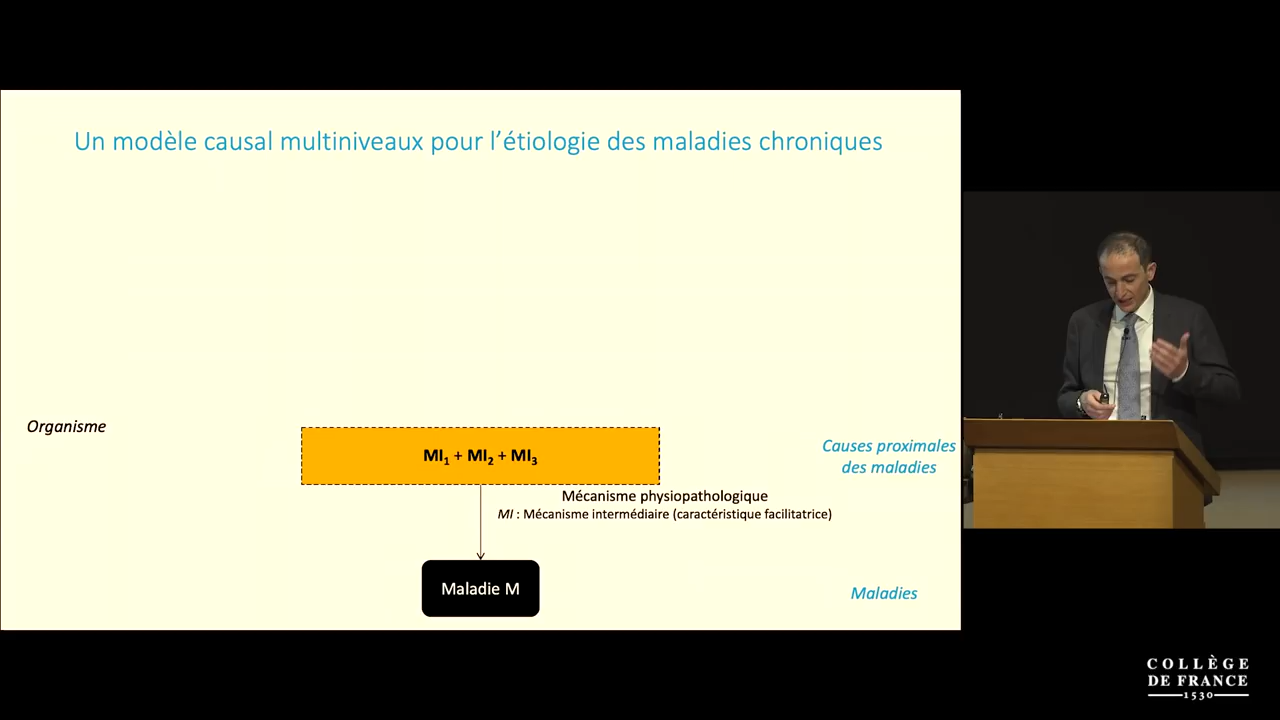 Un modèle causal multiniveaux pour l'étiologie des maladies chroniques
Organisme
MI1 + MI2 + MI3
Causes proximales
des maladies
Mécanisme physiopathologique
MI : Mécanisme intermédiaire (caractéristique facilitatrice)
Maladie M
Maladies
COLLÈGE
DE FRANCE
1530